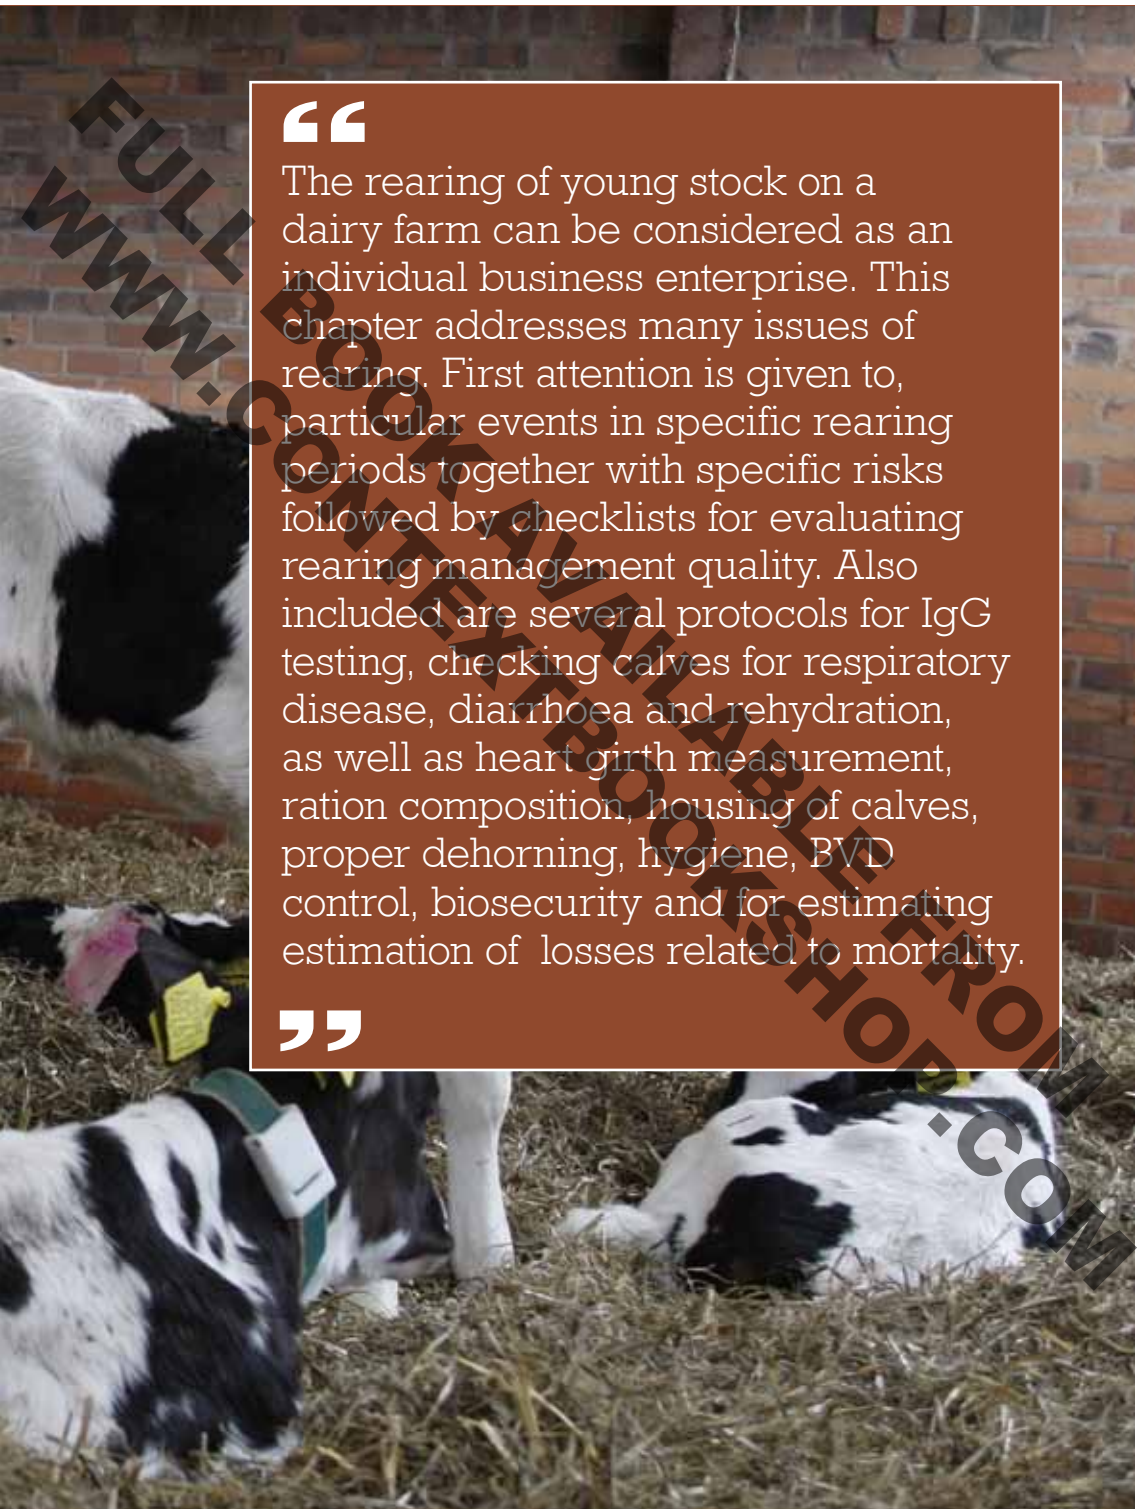 “
The rearing of young stock on a
dairy farm can be considered as an
individual business enterprise. This
chapter addresses many issues of
rearing. First attention is given to,
particular events in specific rearing
periods together with specific risks
followed by checklists for evaluating
rearing management quality. Also
included are several protocols for IgG
testing, checking calves for respiratory
disease, diarrhoea and rehydration,
as well as heart girth measurement,
ration composition, housing of calves,
proper dehorning, hygiene, BVD
control, biosecurity and for estimating
estimation of  losses related to mortality.
”
FULL BOOK AVAILABLE FROM
WWW.CONTEXTBOOKSHOP.COM